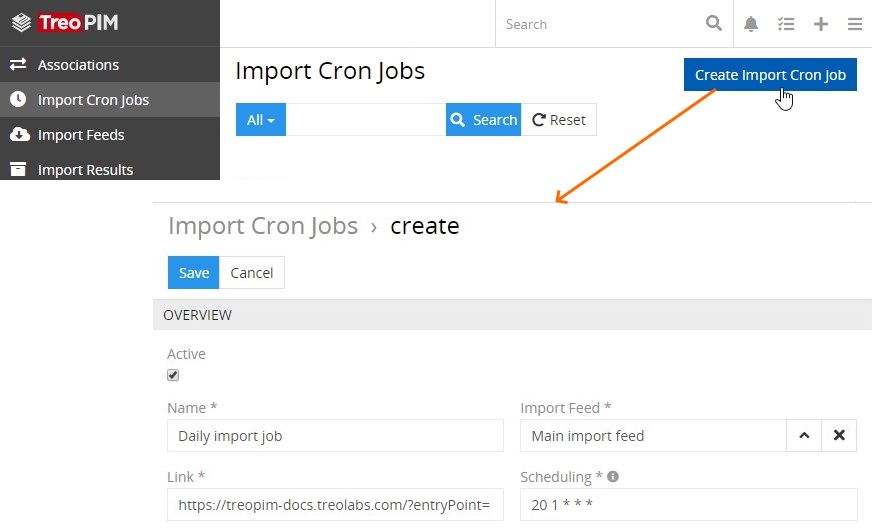 TreoPIM
Search
Associations
Import Cron Jobs
Import Feeds
Import Results
Import Cron Jobs
Create Import Cron Job
All
Search
Reset
Import Cron Jobs › create
Save
Cancel
OVERVIEW
Active
Name *
Import Feed *
Daily import job
Main import feed
Link *
Scheduling *
https://treopim-docs.treolabs.com/?entryPoint=
20 1 * * *